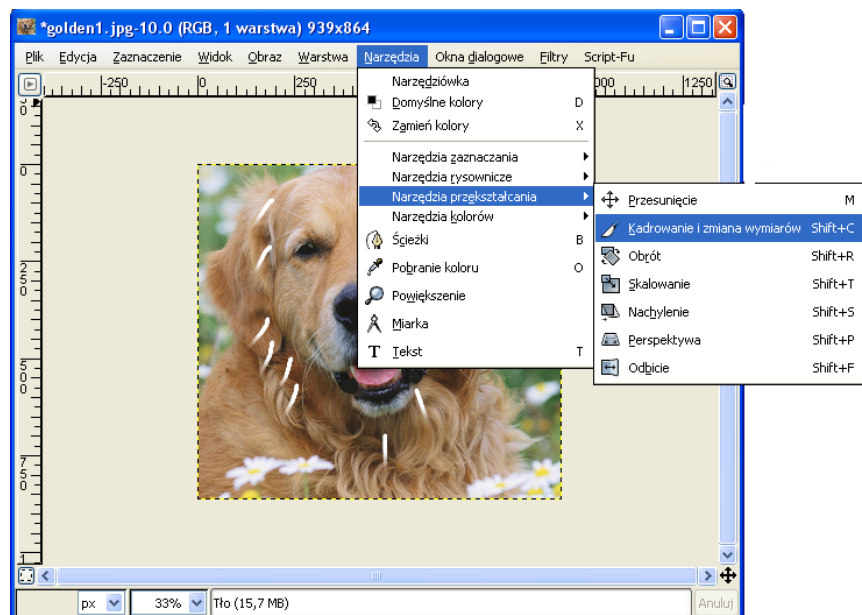 *golden1.jpg-10.0 (RGB, 1 warstwa) 939x864
Plik Edycja Zaznaczenie Widok Obraz Warstwa Narzędzia Okna dialogowe Filtry Script-Fu
-250 0 250 000 1250
Narzędziówka
Domyślne kolory D
Zamień kolory X
Narzędzia zaznaczania
Narzędzia rysownicze
Narzędzia przekształcania
Narzędzia kolorów
Ścieżki B
Pobranie koloru O
Powiększenie
Miarka
Tekst T
Przesunięcie M
Kadrowanie i zmiana wymiarów Shift+C
Obrót Shift+R
Skalowanie Shift+T
Nachylenie Shift+S
Perspektywa Shift+P
Odbicie Shift+F
0
250
500
750
px 33% Tło (15,7 MB) Anuluj